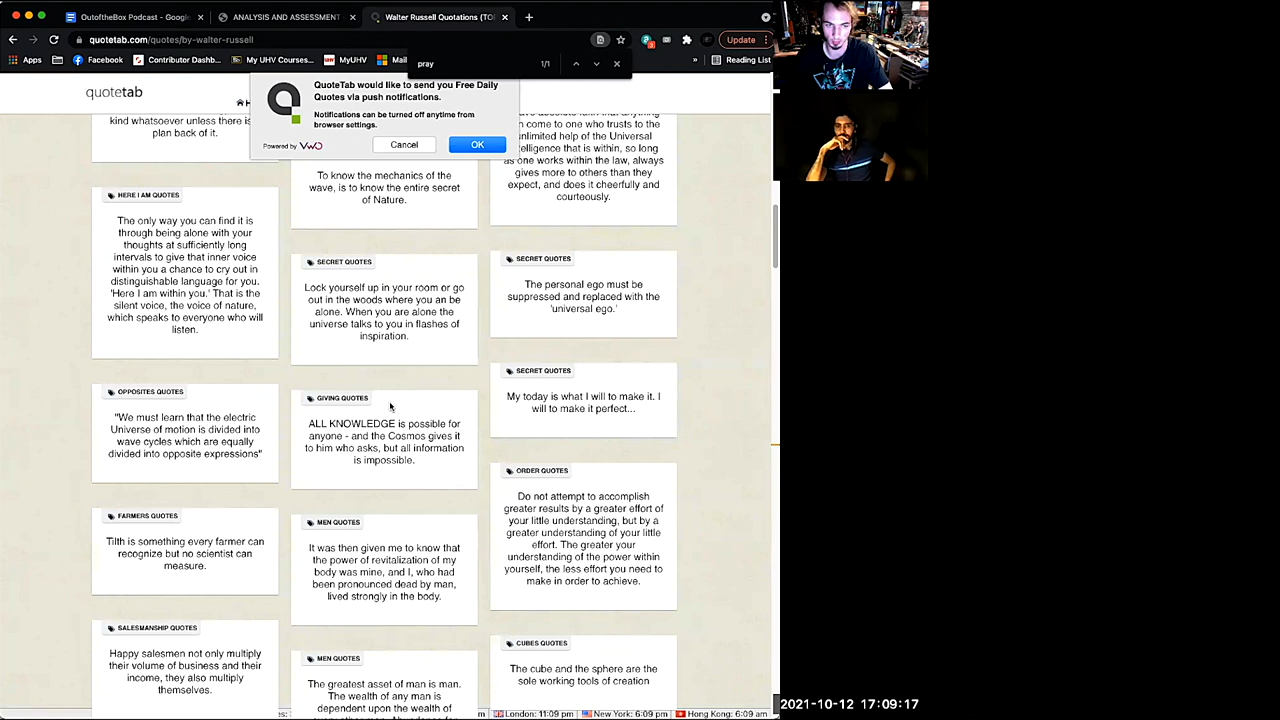 OutoftheBox Podcast - Google
ANALYSIS AND ASSESSMENT
Walter Russell Quotations (TO
quotetab.com/quotes/by-walter-russell
Update
Apps
Facebook
Contributor Dashb...
My UHV Courses...
MyUHV
Mail
Reading List
pray
1/1
quotetab
QuoteTab would like to send you Free Daily
Quotes via push notifications.
Notifications can be turned off anytime from
browser settings.
Powered by VWO
Cancel
OK
kind whatsoever unless there is
plan back of it.
HERE I AM QUOTES
The only way you can find it is
through being alone with your
thoughts at sufficiently long
intervals to give that inner voice
within you a chance to cry out in
distinguishable language for you.
'Here I am within you.' That is the
silent voice, the voice of nature,
which speaks to everyone who will
listen.
OPPOSITES QUOTES
"We must learn that the electric
Universe of motion is divided into
wave cycles which are equally
divided into opposite expressions"
FARMERS QUOTES
Tilth is something every farmer can
recognize but no scientist can
measure.
SALESMANSHIP QUOTES
Happy salesmen not only multiply
their volume of business and their
income, they also multiply
themselves.
To know the mechanics of the
wave, is to know the entire secret
of Nature.
SECRET QUOTES
Lock yourself up in your room or go
out in the woods where you an be
alone. When you are alone the
universe talks to you in flashes of
inspiration.
GIVING QUOTES
ALL KNOWLEDGE is possible for
anyone - and the Cosmos gives it
to him who asks, but all information
is impossible.
MEN QUOTES
It was then given me to know that
the power of revitalization of my
body was mine, and I, who had
been pronounced dead by man,
lived strongly in the body.
MEN QUOTES
The greatest asset of man is man.
The wealth of any man is
dependent upon the wealth of
come to one who trusts to the
unlimited help of the Universal
Intelligence that is within, so long
as one works within the law, always
gives more to others than they
expect, and does it cheerfully and
courteously.
SECRET QUOTES
The personal ego must be
suppressed and replaced with the
'universal ego.'
SECRET QUOTES
My today is what I will to make it. I
will to make it perfect...
ORDER QUOTES
Do not attempt to accomplish
greater results by a greater effort of
your little understanding, but by a
greater understanding of your little
effort. The greater your
understanding of the power within
yourself, the less effort you need to
make in order to achieve.
CUBES QUOTES
The cube and the sphere are the
sole working tools of creation
London: 11:09 pm
New York: 6:09 pm
Hong Kong: 6:09 am
2021-10-12 17:09:17